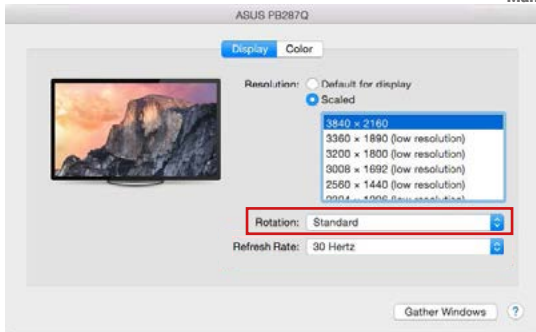 ASUS PB287Q
Display Color
Resolution: Default for display
Scaled
3840 × 2160
3360 × 1890 (low resolution)
3200 × 1800 (low resolution)
3008 × 1692 (low resolution)
2560 × 1440 (low resolution)
Rotation: Standard
Refresh Rate: 30 Hertz
Gather Windows ?